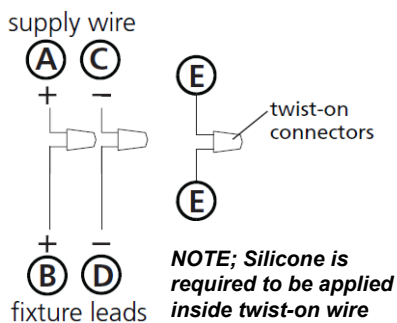 supply wire
A C
+ −
E
twist-on
connectors
E
+ −
B D
fixture leads
NOTE; Silicone is
required to be applied
inside twist-on wire